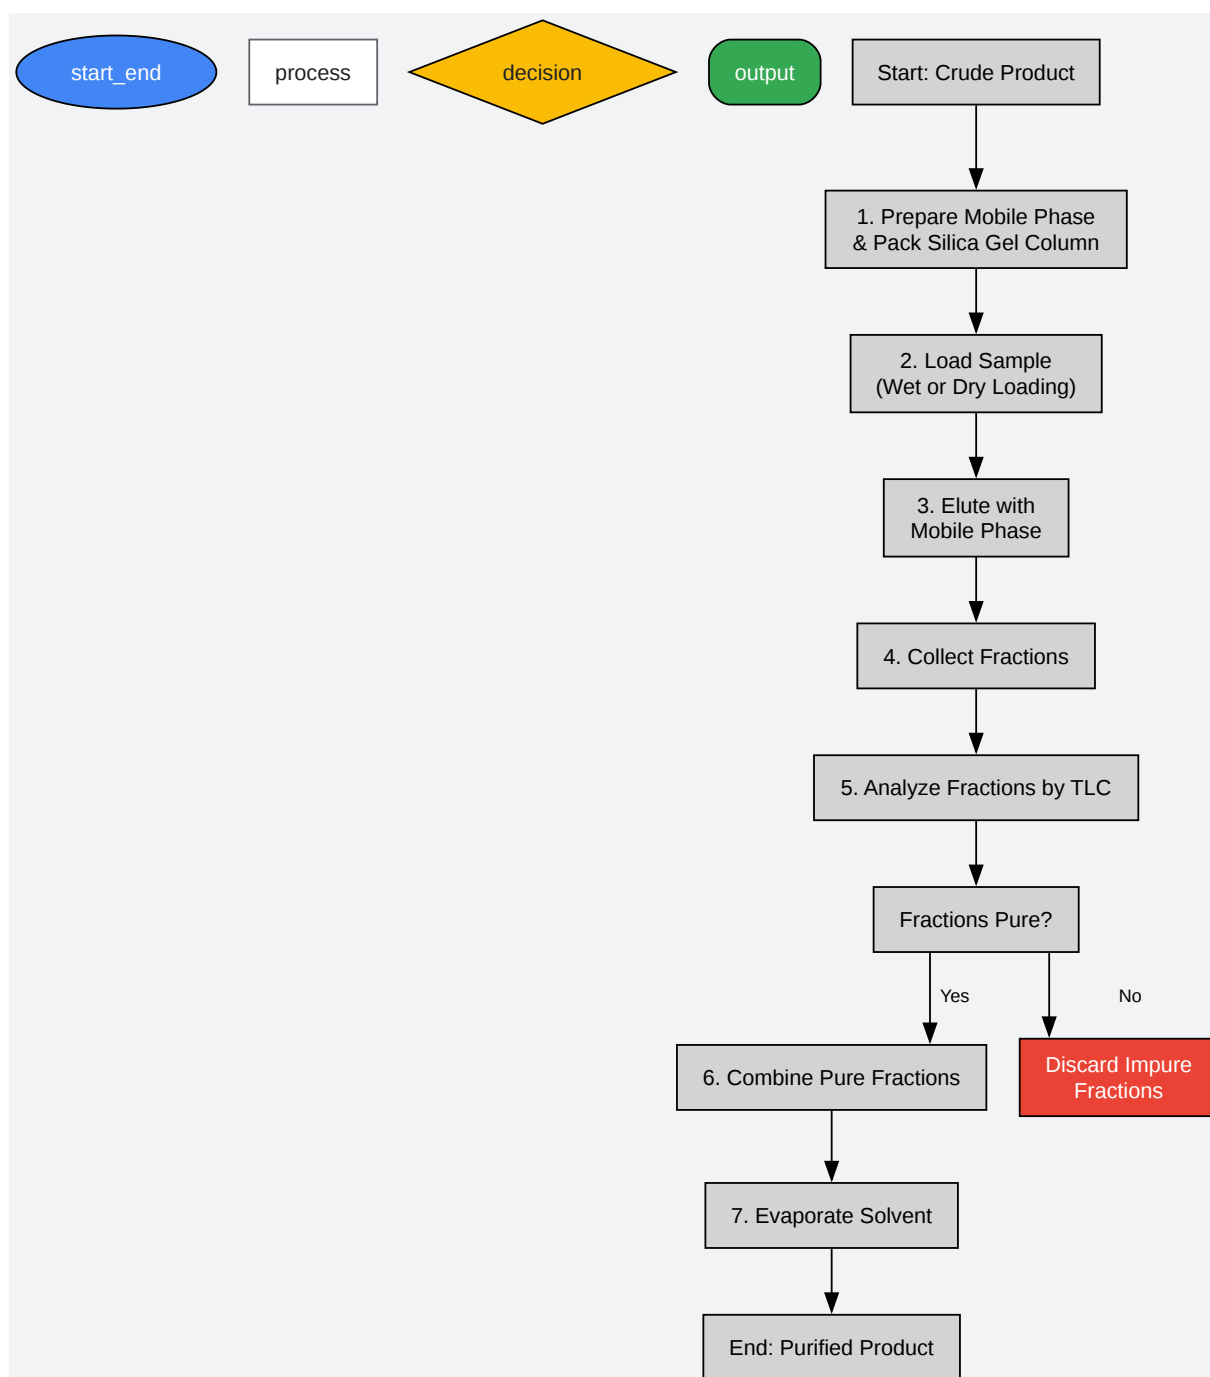 start_end
process
decision
output
Start: Crude Product
1. Prepare Mobile Phase
& Pack Silica Gel Column
2. Load Sample
(Wet or Dry Loading)
3. Elute with
Mobile Phase
4. Collect Fractions
5. Analyze Fractions by TLC
Fractions Pure?
Yes
No
6. Combine Pure Fractions
Discard Impure
Fractions
7. Evaporate Solvent
End: Purified Product